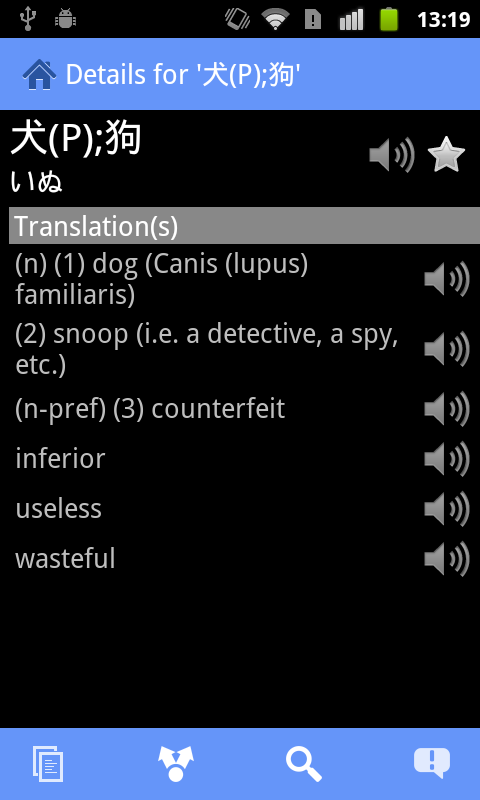 13:19
Details for '犬(P);狗'
犬(P);狗
いぬ
Translation(s)
(n) (1) dog (Canis (lupus)
familiaris)
(2) snoop (i.e. a detective, a spy,
etc.)
(n-pref) (3) counterfeit
inferior
useless
wasteful